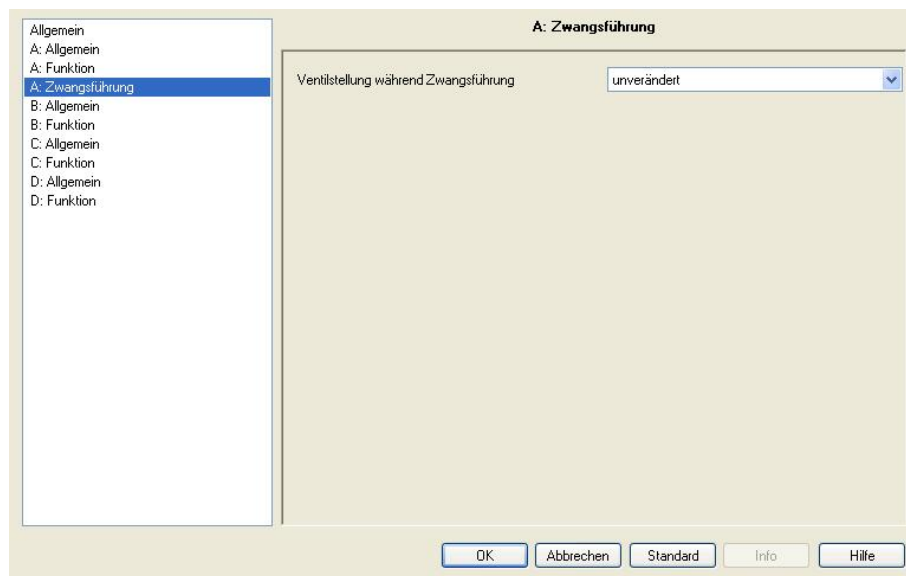 Allgemein
A: Allgemein
A: Funktion
A: Zwangsführung
B: Allgemein
B: Funktion
C: Allgemein
C: Funktion
D: Allgemein
D: Funktion
A: Zwangsführung
Ventilstellung während Zwangsführung unverändert
OK Abbrechen Standard Info Hilfe